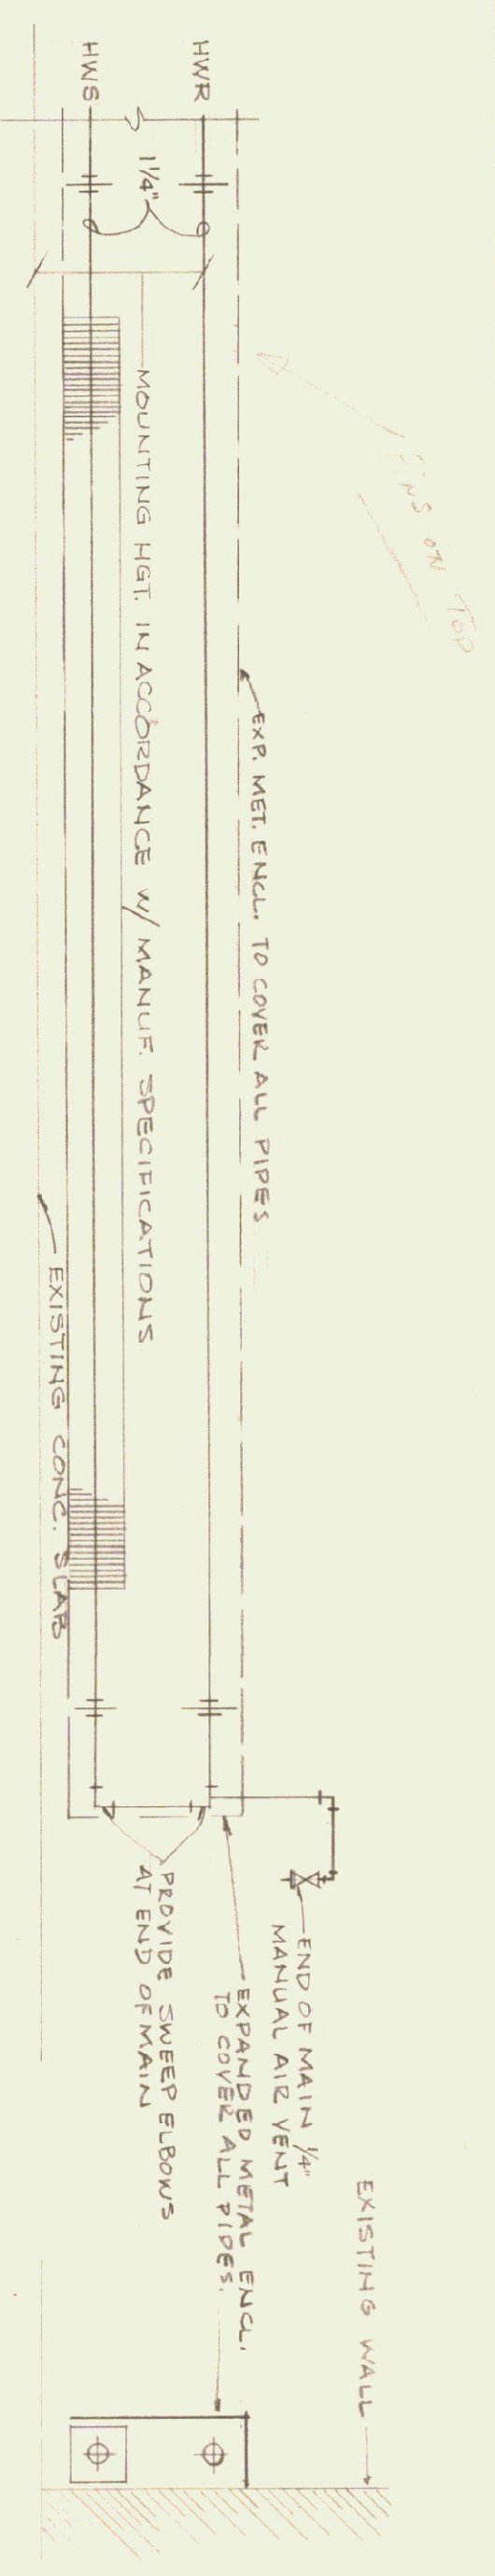 HWR
HWS
1 1/4"
FINS ON TOP
EXP. MET. ENCL. TO COVER ALL PIPES
MOUNTING HGT. IN ACCORDANCE W/ MANUF. SPECIFICATIONS
EXISTING CONC. SLAB
END OF MAIN 1/4"
MANUAL AIR VENT
EXPANDED METAL ENCL.
TO COVER ALL PIPES.
PROVIDE SWEEP ELBOWS
AT END OF MAIN
EXISTING WALL